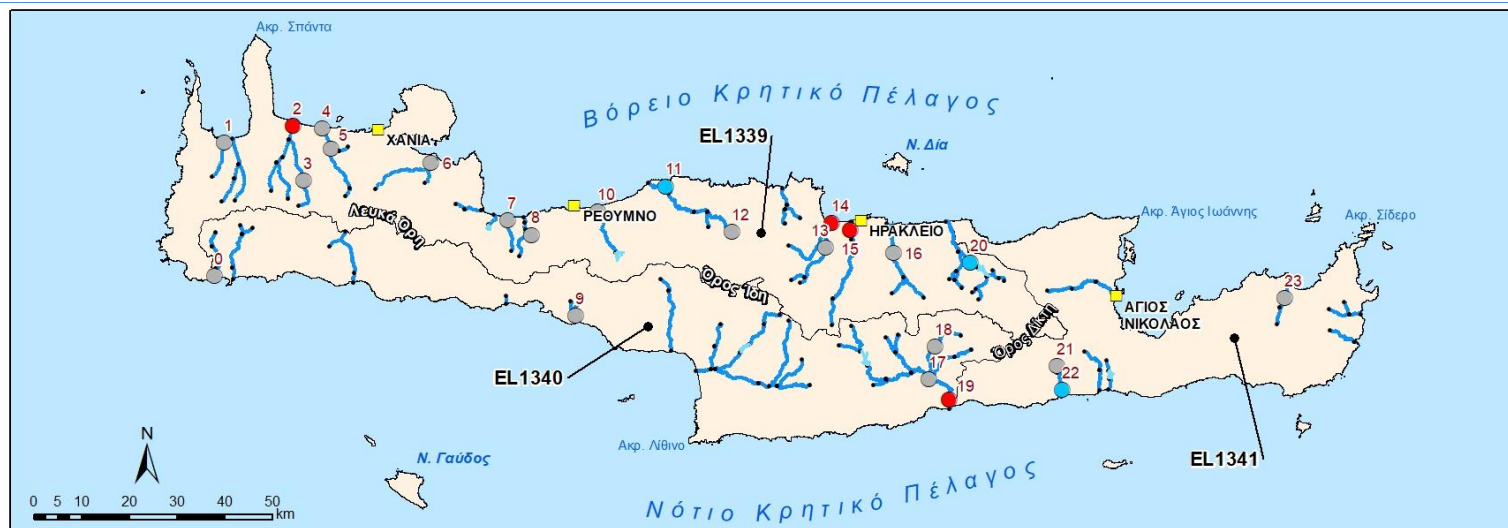 Ακρ. Σπάντα
Βόρειο Κρητικό Πέλαγος
2
4
1
5
ΧΑΝΙΑ
EL1339
Ν. Δία
6
11
3
10
7
8
ΡΕΘΥΜΝΟ
12
14
13
15
ΗΡΑΚΛΕΙΟ
16
Ακρ. Άγιος Ιωάννης
Ακρ. Σίδερο
Λευκά Όρη
20
0
Όρος Ίδη
23
9
ΑΓΙΟΣ
ΝΙΚΟΛΑΟΣ
Όρος Δίκτη
18
17
21
22
19
EL1340
Ακρ. Λίθινο
EL1341
Ν. Γαύδος
Νότιο Κρητικό Πέλαγος
N
0 5 10 20 30 40 50
km